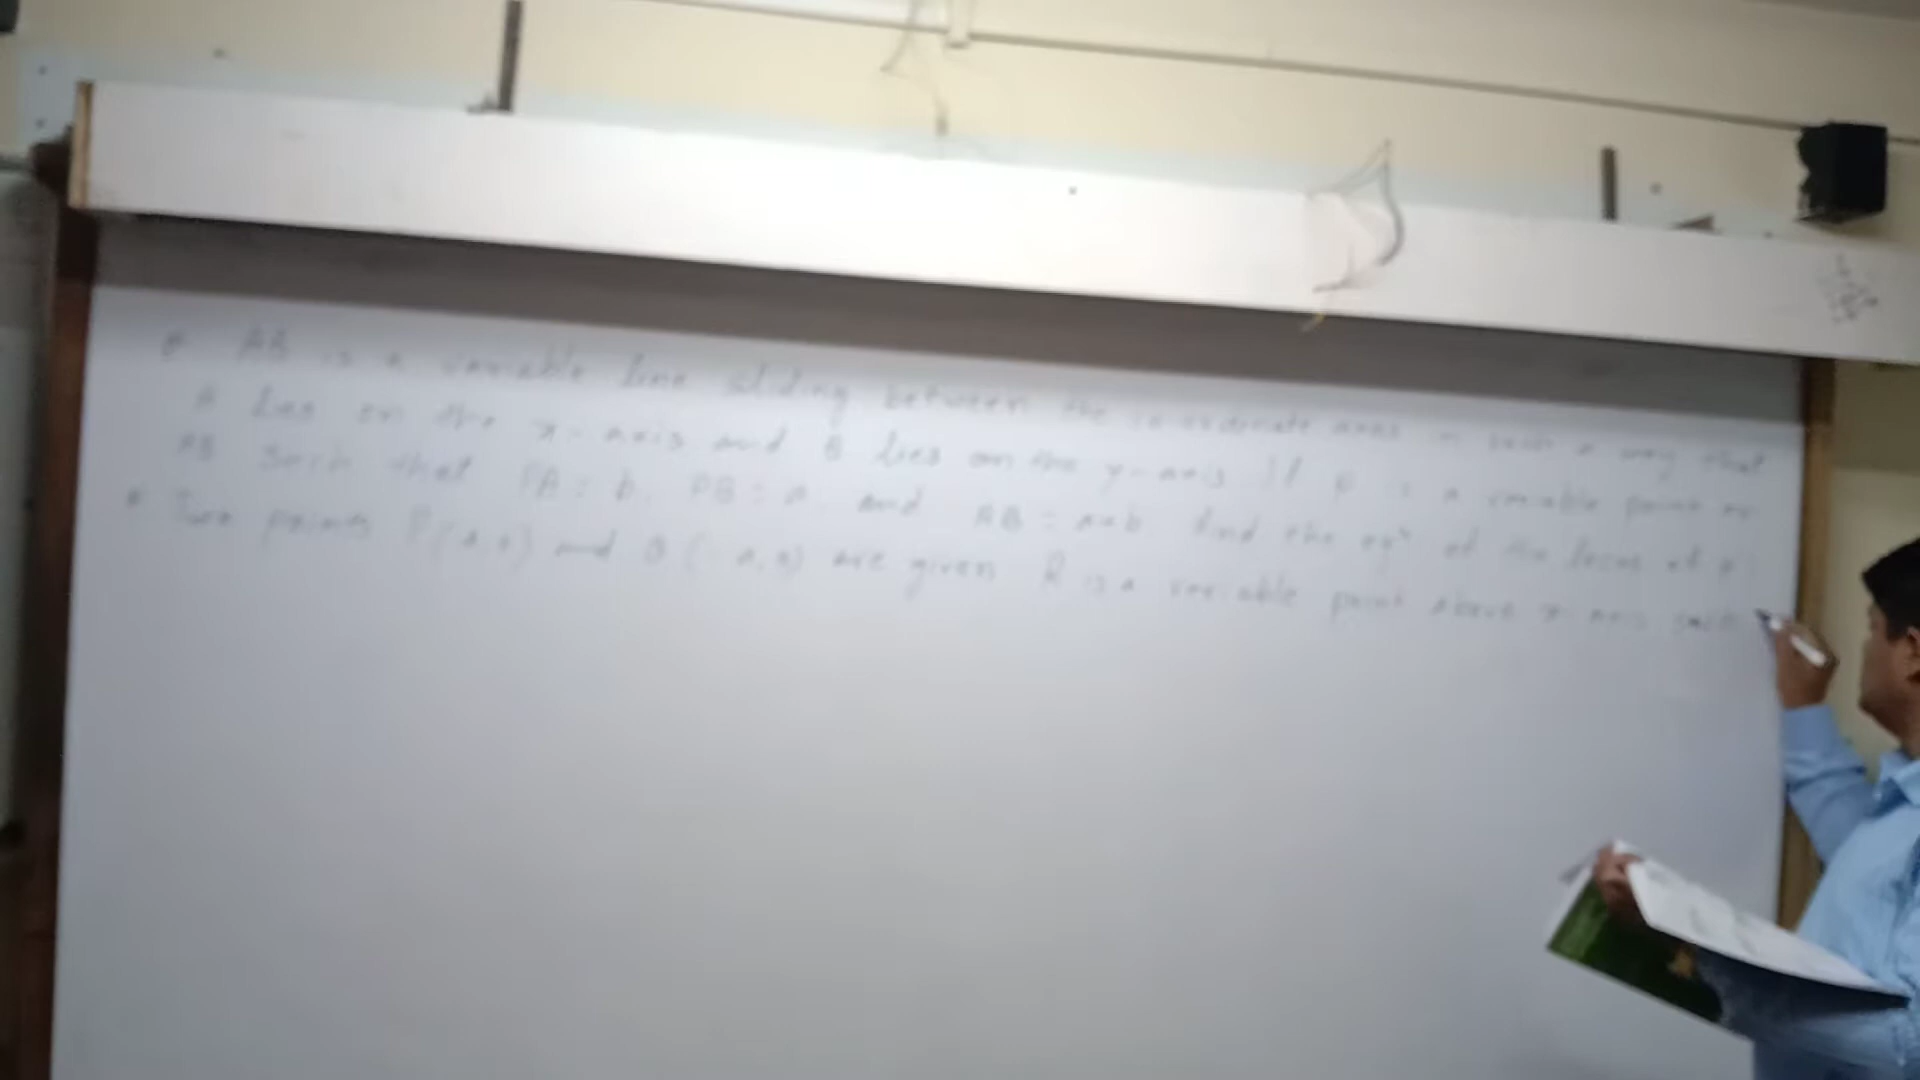 AB is a variable line sliding between the co-ordinate axes in such a way that
A lies on the x-axis and B lies on the y-axis if P is a variable point on
AB such that PA = b, PB = a and AB = a+b find the eqn of the locus of P
Two points P(a,0) and Q(-a,0) are given R is a variable point above x-axis such